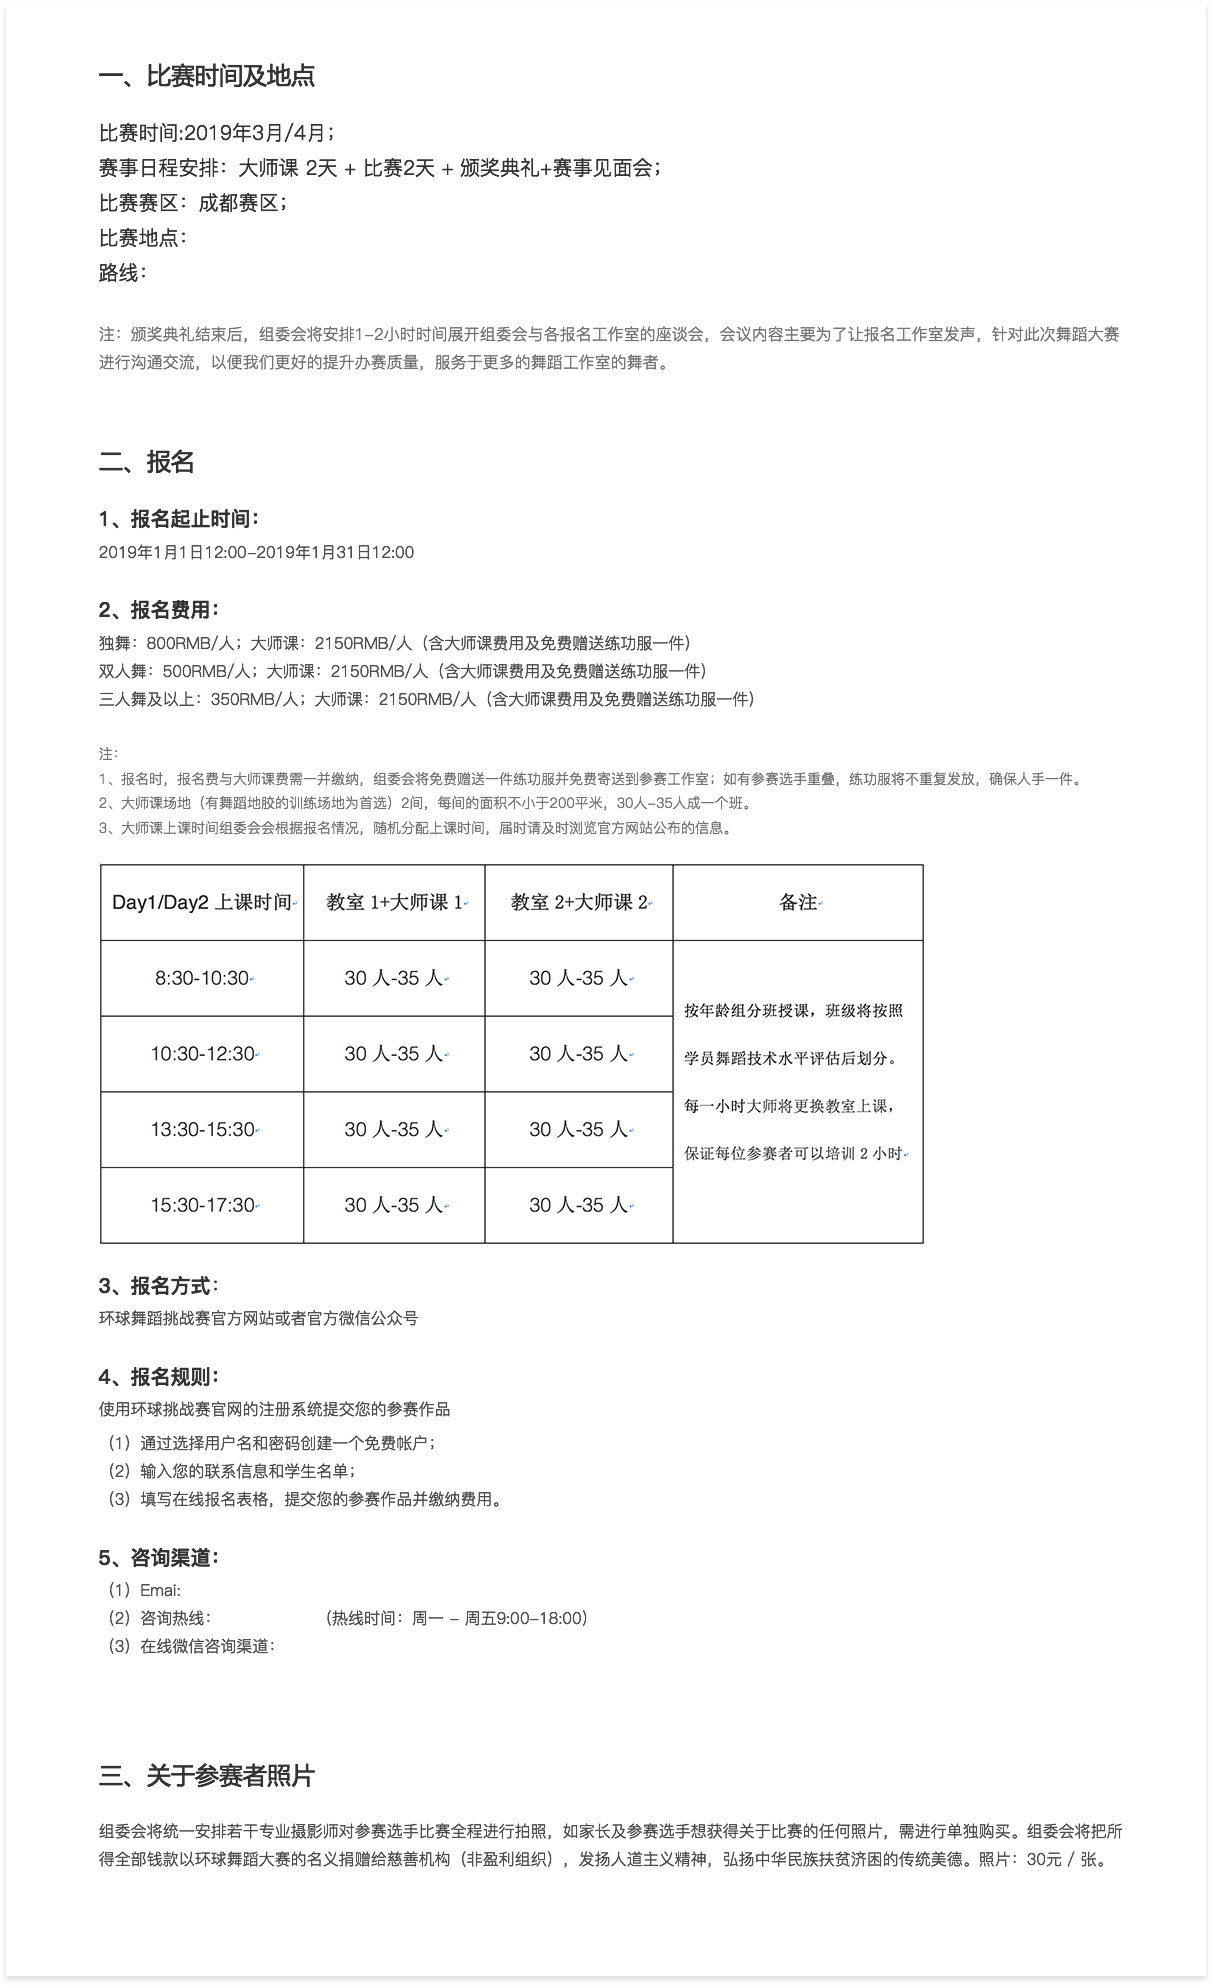 一、比赛时间及地点
比赛时间:2019年3月/4月；
赛事日程安排：大师课 2天 + 比赛2天 + 颁奖典礼+赛事见面会；
比赛赛区：成都赛区；
比赛地点：
路线：
注：颁奖典礼结束后，组委会将安排1-2小时时间展开组委会与各报名工作室的座谈会，会议内容主要为了让报名工作室发声，针对此次舞蹈大赛
进行沟通交流，以便我们更好的提升办赛质量，服务于更多的舞蹈工作室的舞者。
二、报名
1、报名起止时间：
2019年1月1日12:00-2019年1月31日12:00
2、报名费用：
独舞：800RMB/人；大师课：2150RMB/人（含大师课费用及免费赠送练功服一件）
双人舞：500RMB/人；大师课：2150RMB/人（含大师课费用及免费赠送练功服一件）
三人舞及以上：350RMB/人；大师课：2150RMB/人（含大师课费用及免费赠送练功服一件）
注：
1、报名时，报名费与大师课费需一并缴纳，组委会将免费赠送一件练功服并免费寄送到参赛工作室；如有参赛选手重叠，练功服将不重复发放，确保人手一件。
2、大师课场地（有舞蹈地胶的训练场地为首选）2间，每间的面积不小于200平米，30人-35人成一个班。
3、大师课上课时间组委会会根据报名情况，随机分配上课时间，届时请及时浏览官方网站公布的信息。
Day1/Day2 上课时间 教室 1+大师课 1 教室 2+大师课 2 备注
8:30-10:30 30 人-35 人 30 人-35 人
10:30-12:30 30 人-35 人 30 人-35 人
13:30-15:30 30 人-35 人 30 人-35 人
15:30-17:30 30 人-35 人 30 人-35 人
按年龄组分班授课，班级将按照
学员舞蹈技术水平评估后划分。
每一小时大师将更换教室上课，
保证每位参赛者可以培训 2 小时
3、报名方式：
环球舞蹈挑战赛官方网站或者官方微信公众号
4、报名规则：
使用环球挑战赛官网的注册系统提交您的参赛作品
（1）通过选择用户名和密码创建一个免费帐户；
（2）输入您的联系信息和学生名单；
（3）填写在线报名表格，提交您的参赛作品并缴纳费用。
5、咨询渠道：
（1）Emai:
（2）咨询热线： （热线时间：周一 - 周五9:00-18:00）
（3）在线微信咨询渠道：
三、关于参赛者照片
组委会将统一安排若干专业摄影师对参赛选手比赛全程进行拍照，如家长及参赛选手想获得关于比赛的任何照片，需进行单独购买。组委会将把所
得全部钱款以环球舞蹈大赛的名义捐赠给慈善机构（非盈利组织），发扬人道主义精神，弘扬中华民族扶贫济困的传统美德。照片：30元 / 张。